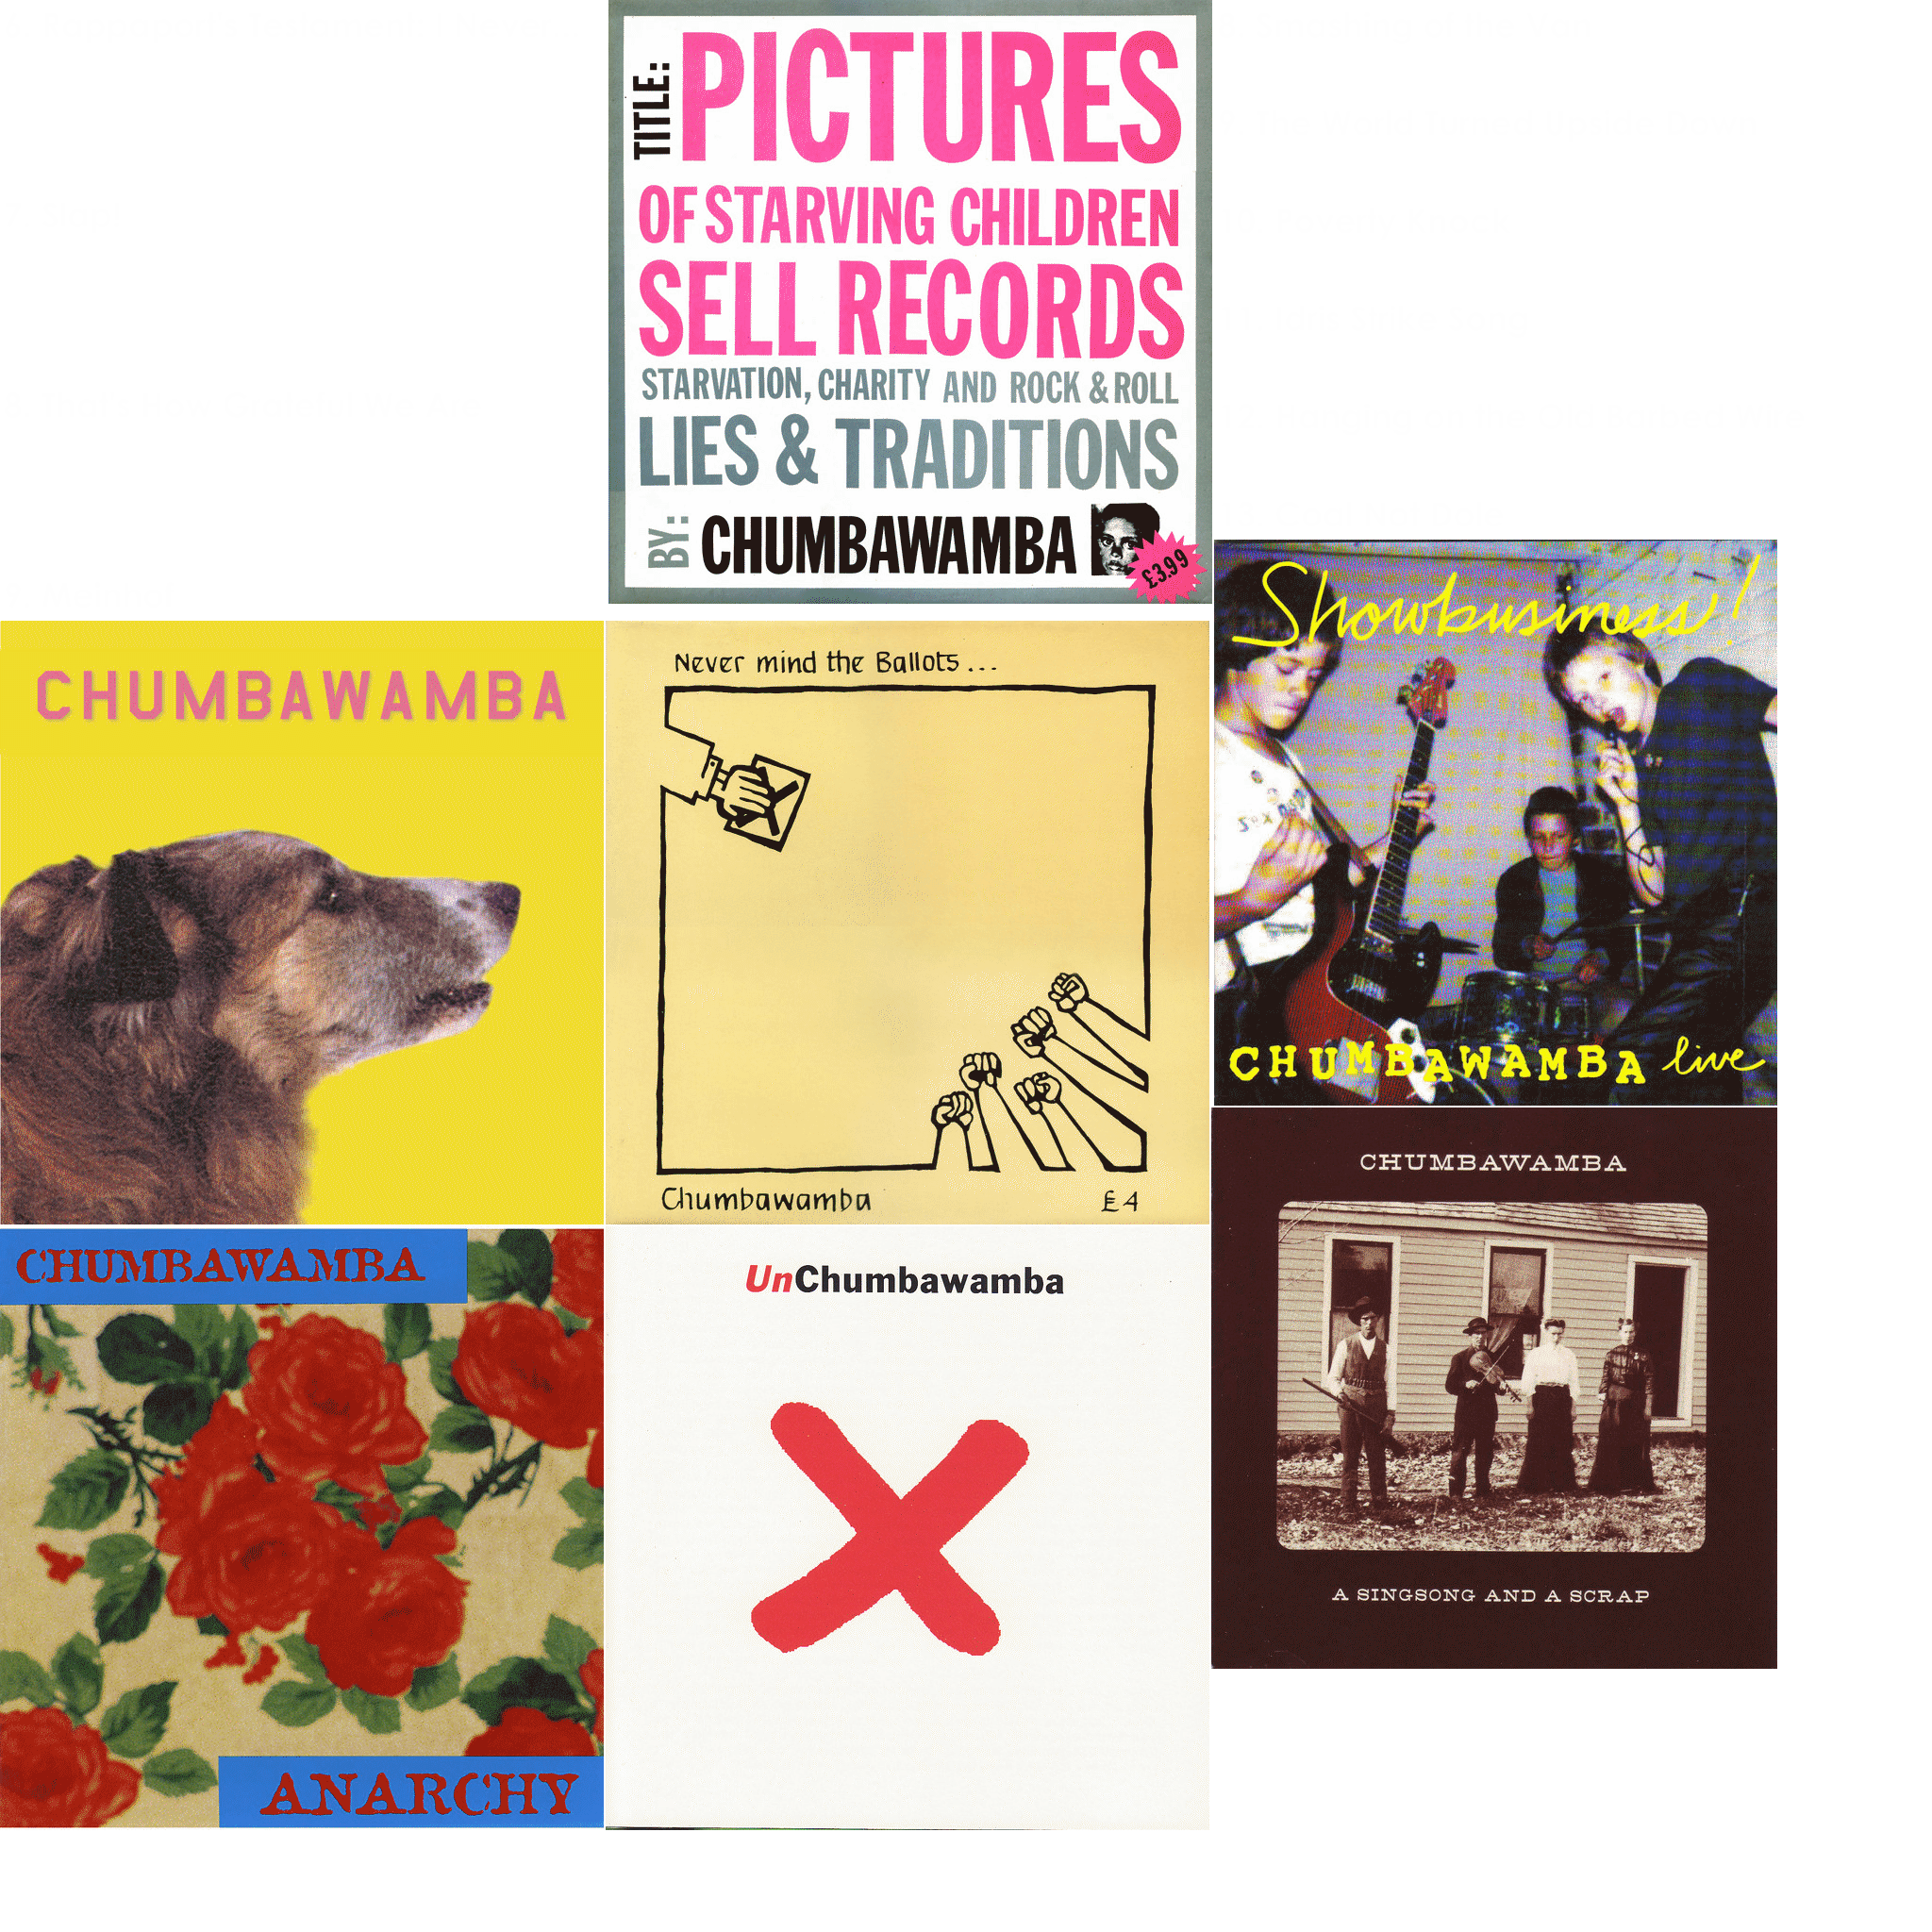 TITLE:
PICTURES
OF STARVING CHILDREN
SELL RECORDS
STARVATION, CHARITY AND ROCK & ROLL
LIES & TRADITIONS
BY: CHUMBAWAMBA
£3.99
CHUMBAWAMBA
Never mind the Ballots...
Chumbawamba £4
Showbusiness!
CHUMBAWAMBA live
CHUMBAWAMBA
ANARCHY
UnChumbawamba
CHUMBAWAMBA
A SINGSONG AND A SCRAP